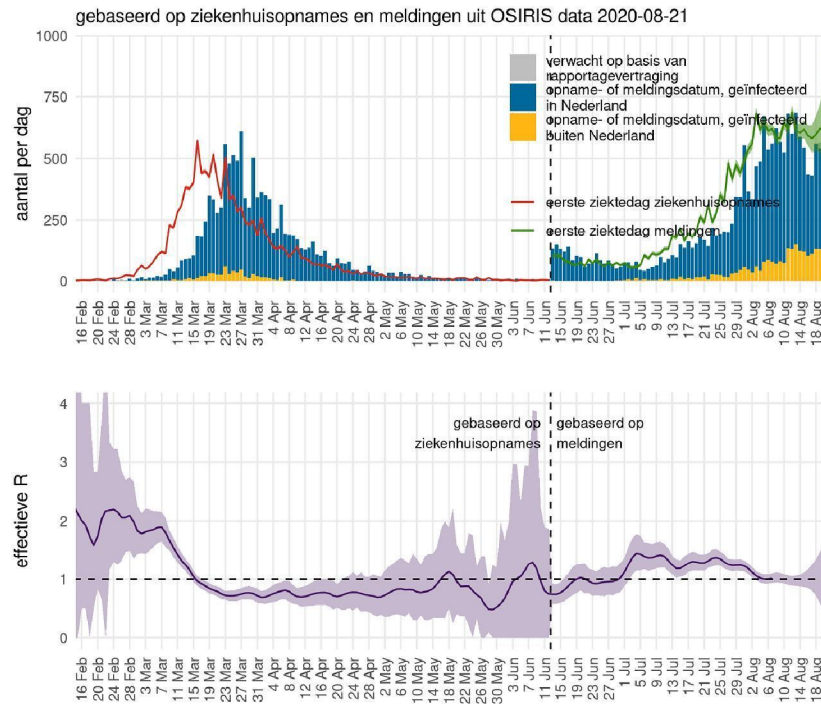 gebaseerd op ziekenhuisopnames en meldingen uit OSIRIS data 2020-08-21
aantal per dag
1000
750
500
250
0
verwacht op basis van
rapportagevertraging
opname- of meldingsdatum, geïnfecteerd
in Nederland
opname- of meldingsdatum, geïnfecteerd
buiten Nederland
eerste ziektedag ziekenhuisopnames
eerste ziektedag meldingen
16 Feb
20 Feb
24 Feb
28 Feb
3 Mar
7 Mar
11 Mar
15 Mar
19 Mar
23 Mar
27 Mar
31 Mar
4 Apr
8 Apr
12 Apr
16 Apr
20 Apr
24 Apr
28 Apr
2 May
6 May
10 May
14 May
18 May
22 May
26 May
30 May
3 Jun
7 Jun
11 Jun
15 Jun
19 Jun
23 Jun
27 Jun
1 Jul
5 Jul
9 Jul
13 Jul
17 Jul
21 Jul
25 Jul
29 Jul
2 Aug
6 Aug
10 Aug
14 Aug
18 Aug
effectieve R
4
3
2
1
0
gebaseerd op
ziekenhuisopnames
gebaseerd op
meldingen
16 Feb
20 Feb
24 Feb
28 Feb
3 Mar
7 Mar
11 Mar
15 Mar
19 Mar
23 Mar
27 Mar
31 Mar
4 Apr
8 Apr
12 Apr
16 Apr
20 Apr
24 Apr
28 Apr
2 May
6 May
10 May
14 May
18 May
22 May
26 May
30 May
3 Jun
7 Jun
11 Jun
15 Jun
19 Jun
23 Jun
27 Jun
1 Jul
5 Jul
9 Jul
13 Jul
17 Jul
21 Jul
25 Jul
29 Jul
2 Aug
6 Aug
10 Aug
14 Aug
18 Aug